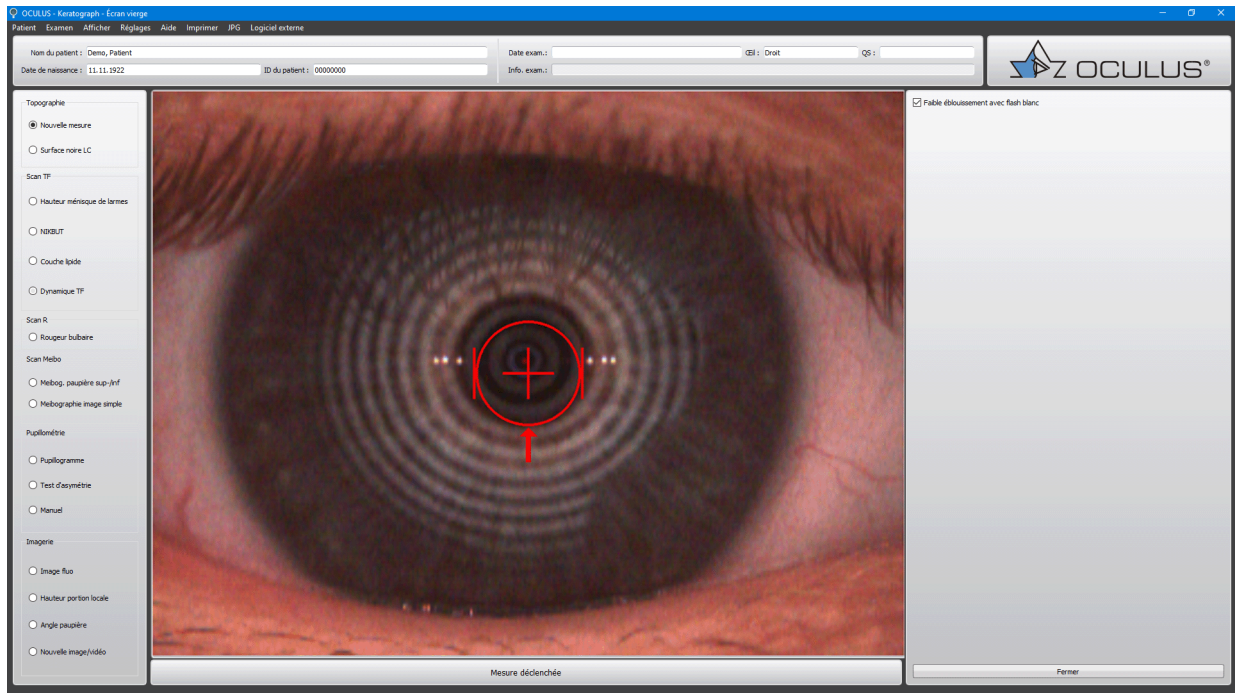 OCULUS - Keratograph - Écran vierge
Patient Examen Afficher Réglages Aide Imprimer JPG Logiciel externe
Nom du patient : Demo, Patient
Date exam.: Œil : Droit QS :
Date de naissance : 11.11.1922 ID du patient : 00000000
Info. exam.:
OCULUS®
Topographie
Nouvelle mesure
Surface noire LC
Scan TF
Hauteur ménisque de larmes
NIKBUT
Couche lipide
Dynamique TF
Scan R
Rougeur bulbaire
Scan Meibo
Meibog. paupière sup-/inf
Meibographie image simple
Pupillométrie
Pupillogramme
Test d'asymétrie
Manuel
Imagerie
Image fluo
Hauteur portion locale
Angle paupière
Nouvelle image/vidéo
Mesure déclenchée
Faible éblouissement avec flash blanc
Fermer